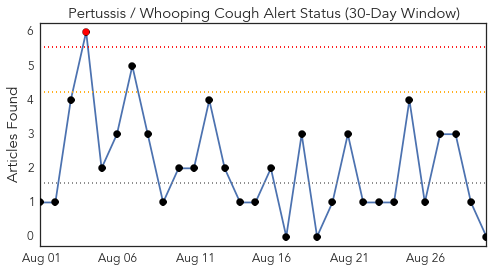 Pertussis / Whooping Cough Alert Status (30-Day Window)
Articles Found
6
5
4
3
2
1
0
Aug 01 Aug 06 Aug 11 Aug 16 Aug 21 Aug 26